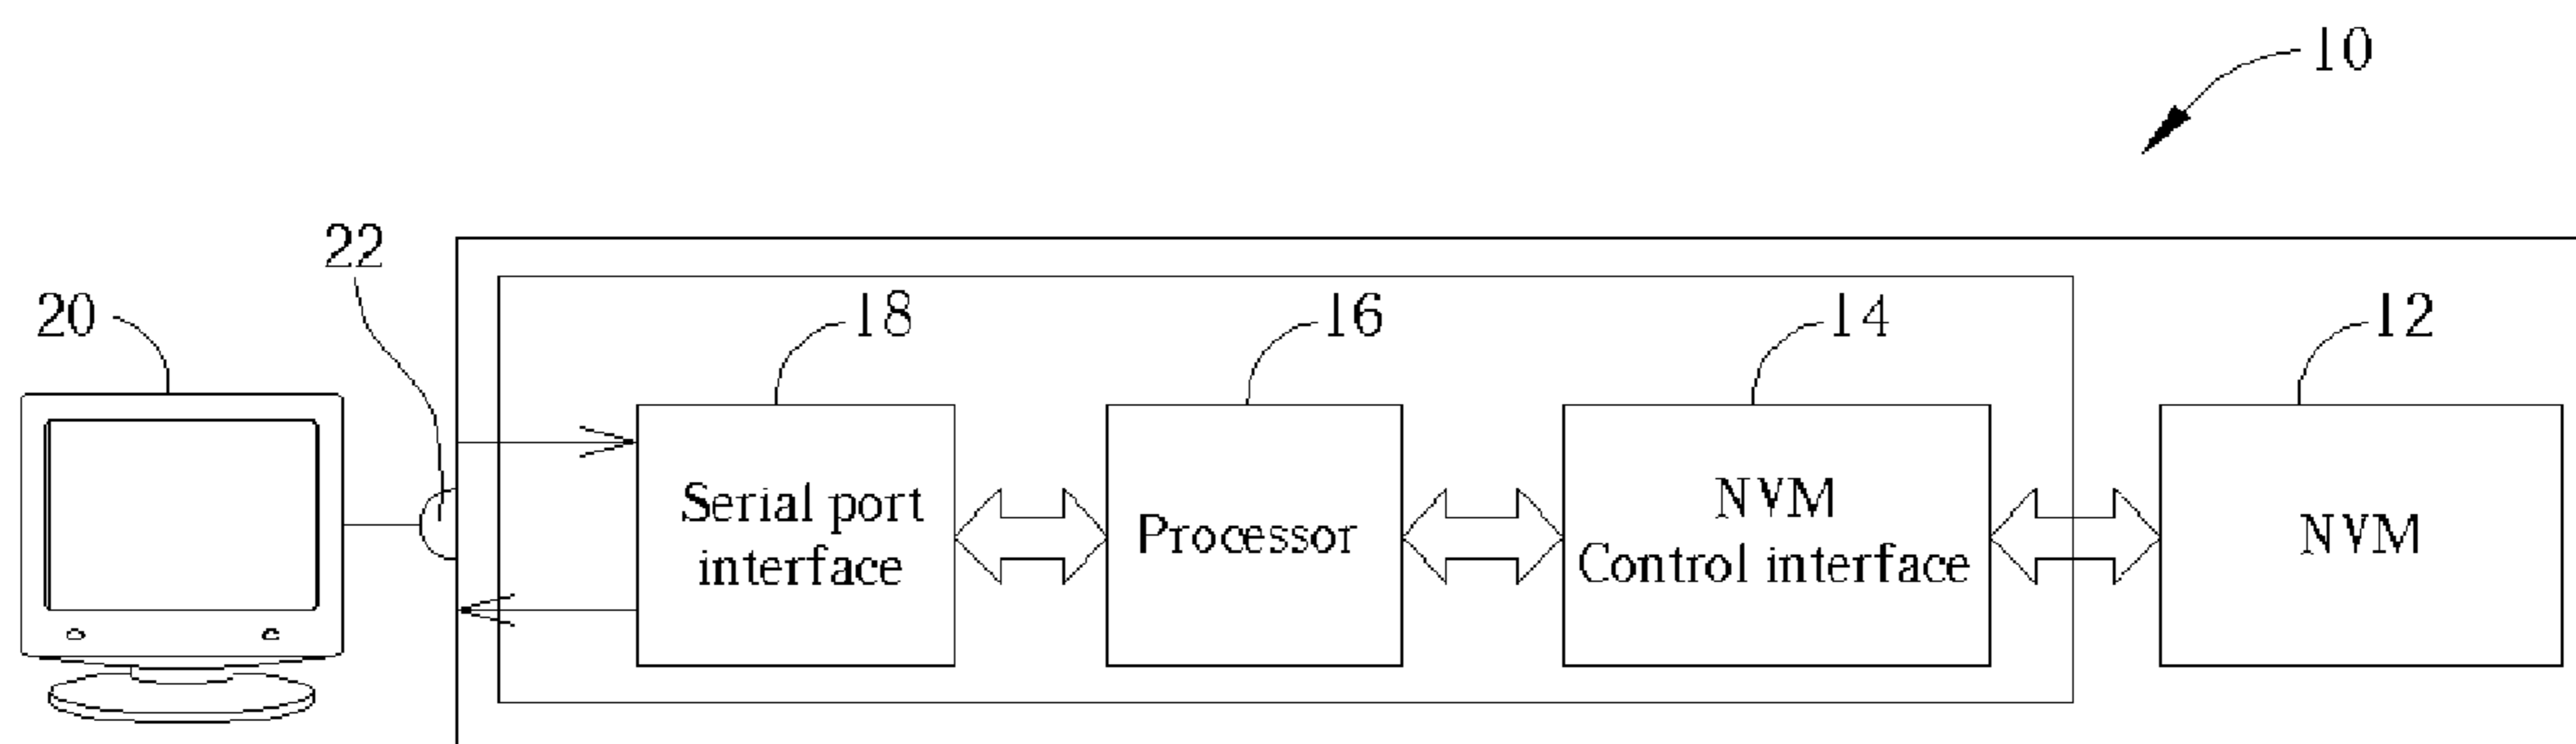 10
22
20
18
16
14
12
Serial port
interface
Processor
NVM
Control interface
NVM